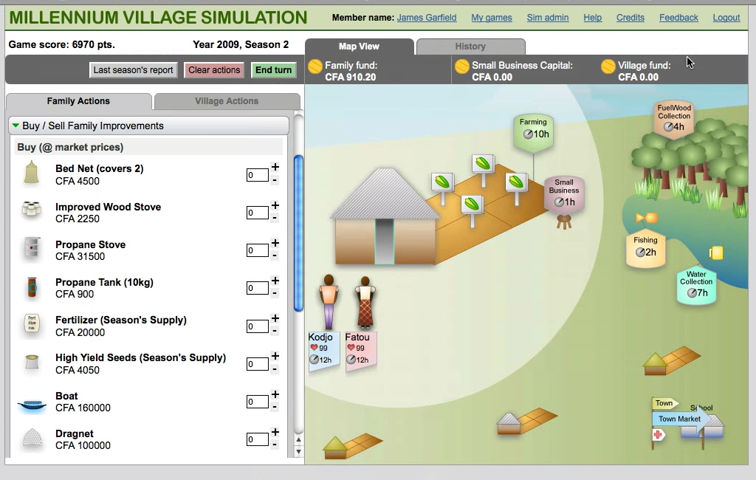 MILLENNIUM VILLAGE SIMULATION
Member name: James Garfield My games Sim admin Help Credits Feedback Logout
Game score: 6970 pts. Year 2009, Season 2
Map View History
Last season's report Clear actions End turn
Family fund: CFA 910.20
Small Business Capital: CFA 0.00
Village fund: CFA 0.00
Family Actions Village Actions
Buy / Sell Family Improvements
Buy (@ market prices)
Bed Net (covers 2)
CFA 4500
0 + -
Improved Wood Stove
CFA 2250
0 + -
Propane Stove
CFA 31500
0 + -
Propane Tank (10kg)
CFA 900
0 + -
Fertilizer (Season's Supply)
CFA 20000
0 + -
High Yield Seeds (Season's Supply)
CFA 4050
0 + -
Boat
CFA 160000
0 + -
Dragnet
CFA 100000
0 + -
FuelWood
Collection
4h
Farming
10h
Small
Business
1h
Fishing
2h
Water
Collection
7h
Kodjo
99
12h
Fatou
99
12h
Town
School
Town Market